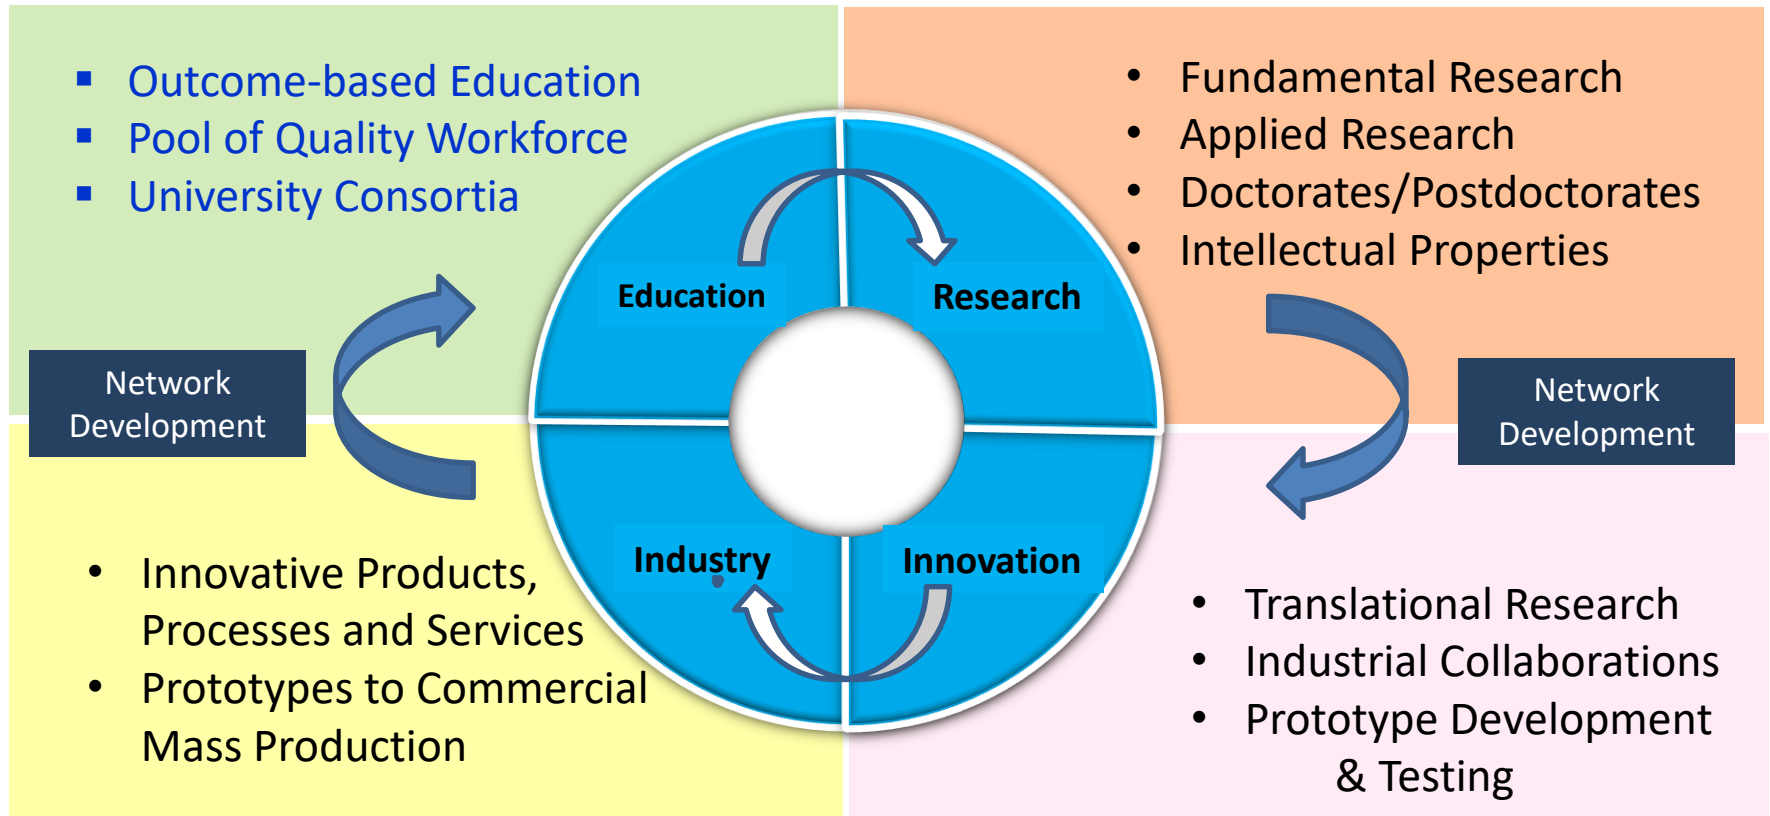 ▪ Outcome-based Education
▪ Pool of Quality Workforce
▪ University Consortia
• Fundamental Research
• Applied Research
• Doctorates/Postdoctorates
• Intellectual Properties
Education
Research
Network
Development
Network
Development
Industry
Innovation
• Innovative Products,
Processes and Services
• Prototypes to Commercial
Mass Production
• Translational Research
• Industrial Collaborations
• Prototype Development
& Testing